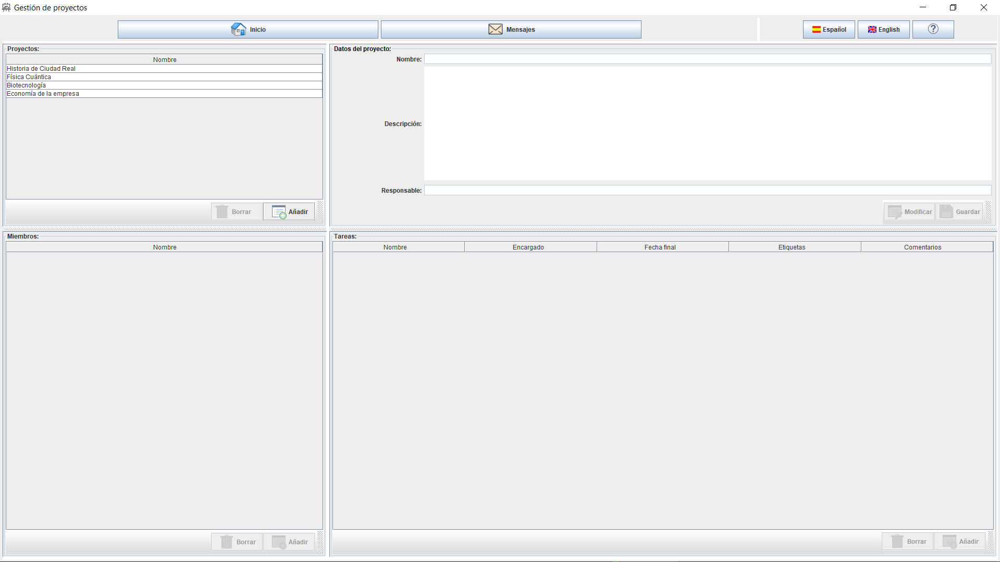 Gestión de proyectos
Inicio
Mensajes
Español
English
?
Proyectos:
Nombre
Historia de Ciudad Real
Física Cuántica
Biotecnología
Economía de la empresa
Borrar
Añadir
Datos del proyecto:
Nombre:
Descripción:
Responsable:
Modificar
Guardar
Miembros:
Nombre
Borrar
Añadir
Tareas:
Nombre Encargado Fecha final Etiquetas Comentarios
Borrar
Añadir